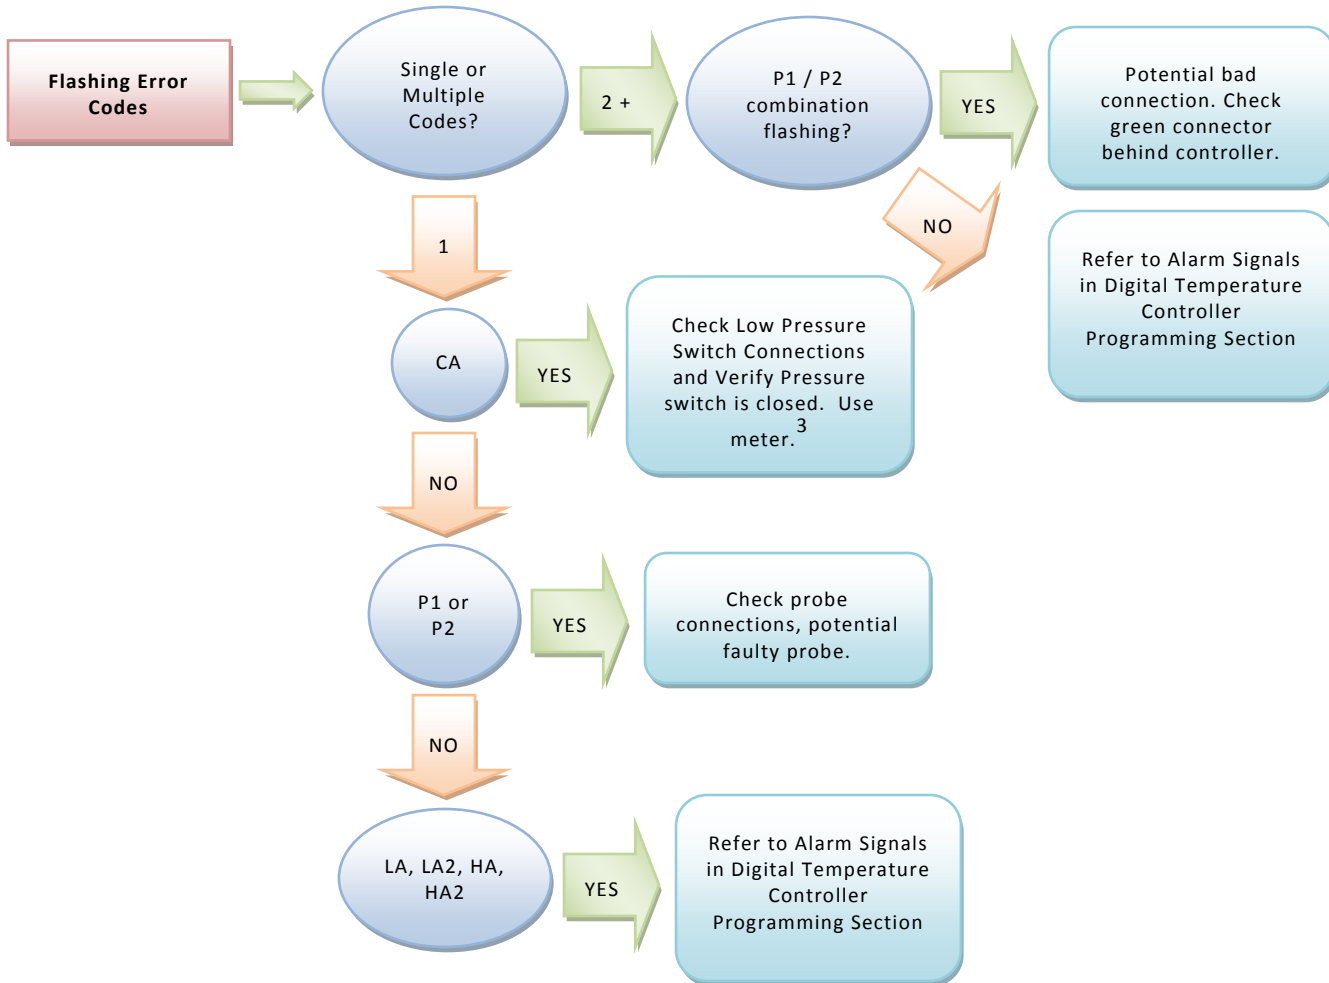 Flashing Error
Codes
Single or
Multiple
Codes?
2 +
P1 / P2
combination
flashing?
YES
Potential bad
connection. Check
green connector
behind controller.
NO
Refer to Alarm Signals
in Digital Temperature
Controller
Programming Section
1
CA
YES
Check Low Pressure
Switch Connections
and Verify Pressure
switch is closed.  Use
meter.3
NO
P1 or
P2
YES
Check probe
connections, potential
faulty probe.
NO
LA, LA2, HA,
HA2
YES
Refer to Alarm Signals
in Digital Temperature
Controller
Programming Section